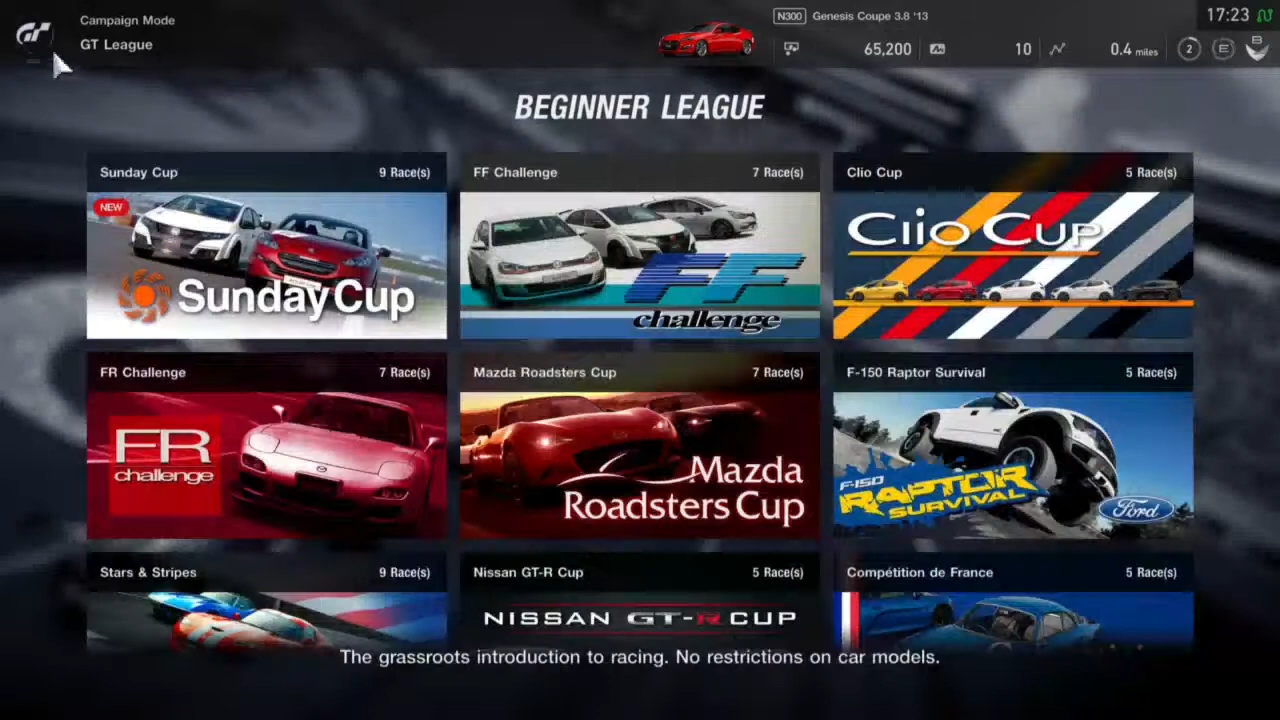 Campaign Mode
GT League
N300 Genesis Coupe 3.8 '13
17:23
65,200
10
0.4 miles
2
E
B
BEGINNER LEAGUE
Sunday Cup 9 Race(s)
FF Challenge 7 Race(s)
Clio Cup 5 Race(s)
NEW
Sunday Cup
FF
challenge
Clio Cup
FR Challenge 7 Race(s)
Mazda Roadsters Cup 7 Race(s)
F-150 Raptor Survival 5 Race(s)
FR
challenge
Mazda
Roadsters Cup
F-150
RAPTOR
SURVIVAL
Ford
Stars & Stripes 9 Race(s)
Nissan GT-R Cup 5 Race(s)
Compétition de France 5 Race(s)
NISSAN GT-R CUP
The grassroots introduction to racing. No restrictions on car models.